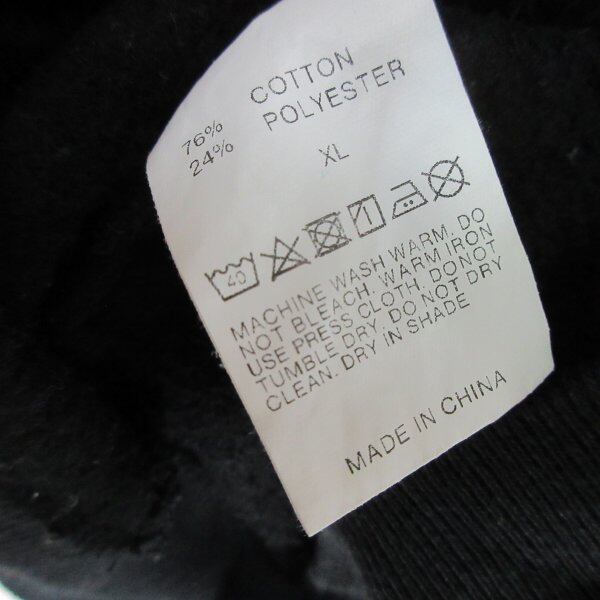 76% COTTON
24% POLYESTER
XL
40
MACHINE WASH WARM. DO
NOT BLEACH. WARM IRON
USE PRESS CLOTH. DO NOT
TUMBLE DRY. DO NOT DRY
CLEAN. DRY IN SHADE
MADE IN CHINA